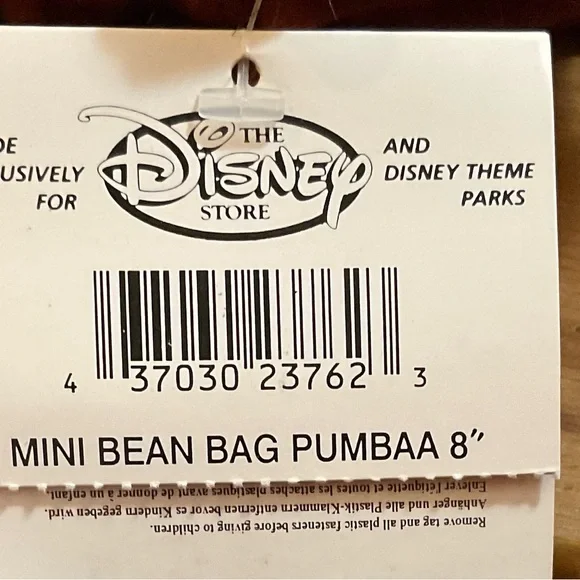 THE
DISNEY
STORE
DE
USIVELY
FOR
AND
DISNEY THEME
PARKS
4 37030 23762 3
MINI BEAN BAG PUMBAA 8"
Remove tag and all plastic fasteners before giving to children.
Anhänger und alle Plastik-Klammern entfernen bevor es Kindern gegeben wird.
Enlever l'étiquette et toutes les attaches plastiques avant de donner à un enfant.